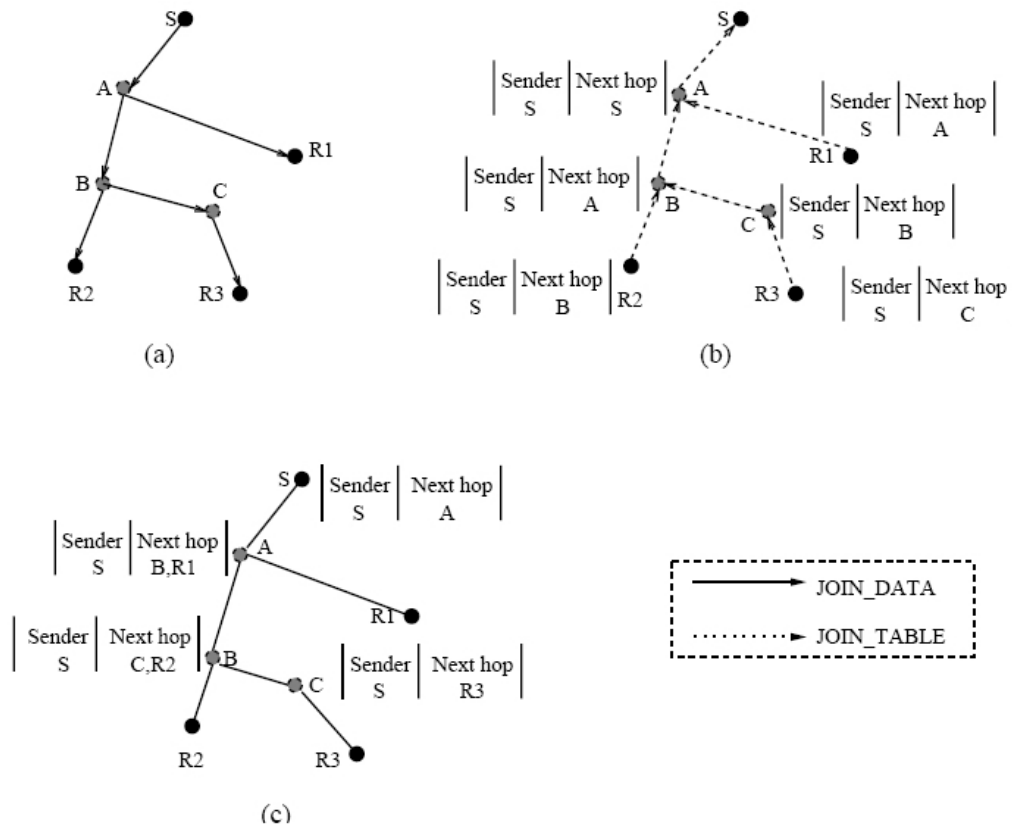 S
A
R1
B
C
R2
R3
(a)
S
Sender Next hop
S S
A
Sender Next hop
S A
R1
Sender Next hop
S A
B
C
Sender Next hop
S B
Sender Next hop
S B
R2
R3
Sender Next hop
S C
(b)
S
Sender Next hop
S A
Sender Next hop
S B,R1
A
R1
Sender Next hop
S C,R2
B
C
Sender Next hop
S R3
R2
R3
(c)
JOIN_DATA
JOIN_TABLE